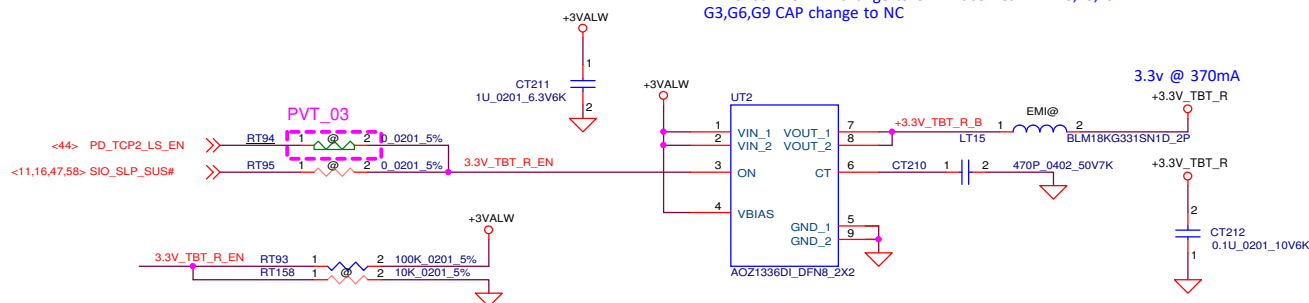 G3,G6,G9 CAP change to NC
+3VALW
CT211
1U_0201_6.3V6K
1
2
PVT_03
<44> PD_TCP2_LS_EN
RT94 1 @ 2 0_0201_5%
<11,16,47,58> SIO_SLP_SUS#
RT95 1 @ 2 0_0201_5%
3.3V_TBT_R_EN
+3VALW
UT2
1 VIN_1
2 VIN_2
3 ON
4 VBIAS
VOUT_1 7
VOUT_2 8
CT 6
GND_1 5
GND_2 9
AOZ1336DI_DFN8_2X2
+3.3V_TBT_R_B
LT15 1 EMI@ 2 BLM18KG331SN1D_2P
3.3v @ 370mA
+3.3V_TBT_R
CT210 1 2 470P_0402_50V7K
+3.3V_TBT_R
2
1
CT212
0.1U_0201_10V6K
+3VALW
3.3V_TBT_R_EN
RT93 1 2 100K_0201_5%
RT158 1 @ 2 10K_0201_5%